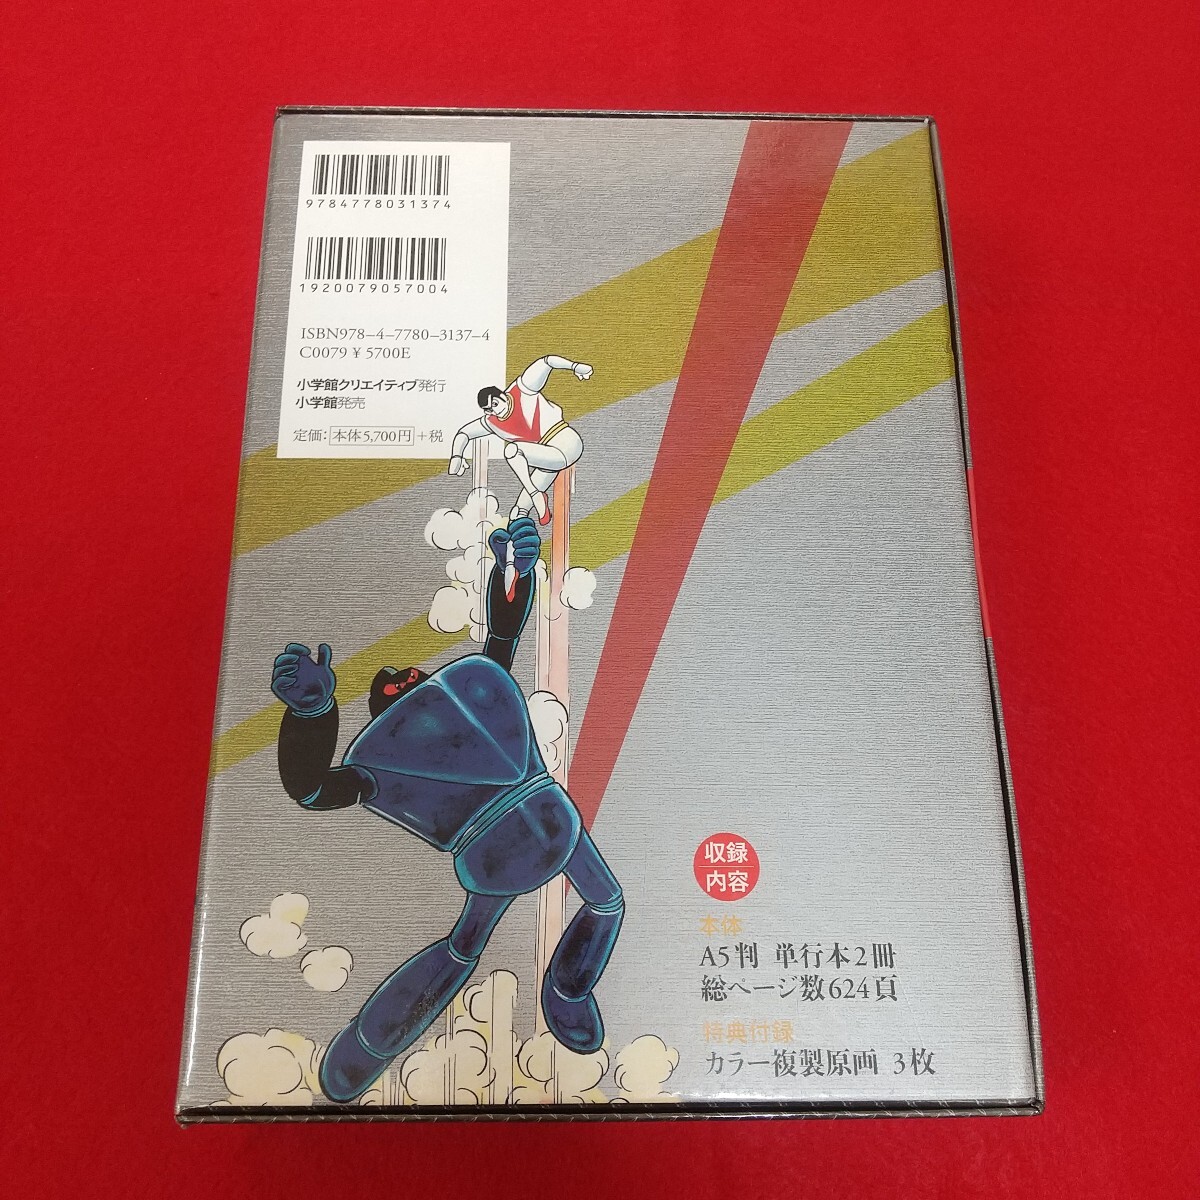 9784778031374
1920079057004
ISBN978-4-7780-3137-4
C0079 ¥5700E
小学館クリエイティブ発行
小学館発売
定価：本体5,700円＋税
収録
内容
本体
A5判 単行本2冊
総ページ数624頁
特典付録
カラー複製原画 3枚